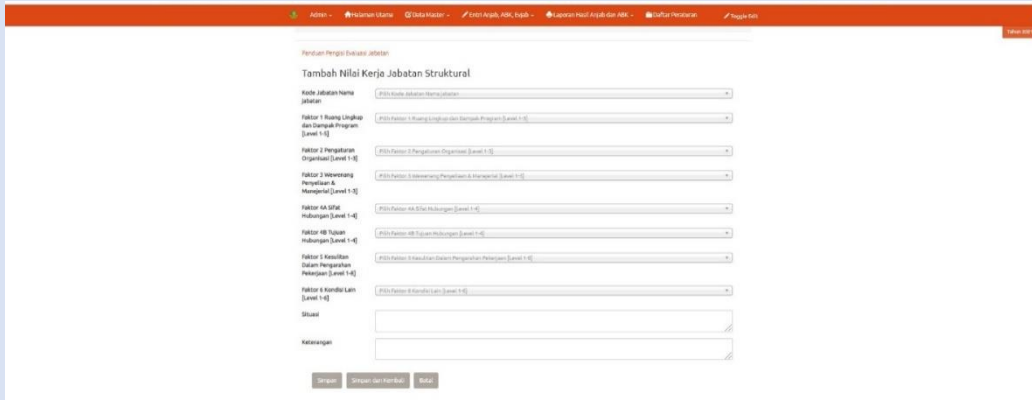 Admin Halaman Utama Data Master Entri Anjab, ABK, Evjab Laporan Hasil Anjab dan ABK Daftar Peraturan Toggle Edit
Panduan Pengisi Evaluasi Jabatan
Tambah Nilai Kerja Jabatan Struktural
Kode Jabatan Nama
Jabatan
Pilih Kode Jabatan Nama Jabatan
Faktor 1 Ruang Lingkup
dan Dampak Program
[Level 1-5]
Pilih Faktor 1 Ruang Lingkup dan Dampak Program [Level 1-5]
Faktor 2 Pengaturan
Organisasi [Level 1-3]
Pilih Faktor 2 Pengaturan Organisasi [Level 1-3]
Faktor 3 Wewenang
Penyeliaan &
Manajerial [Level 1-3]
Pilih Faktor 3 Wewenang Penyeliaan & Manajerial
Faktor 4A Sifat
Hubungan [Level 1-4]
Pilih Faktor 4A Sifat Hubungan [Level 1-4]
Faktor 4B Tujuan
Hubungan [Level 1-4]
Pilih Faktor 4B Tujuan Hubungan [Level 1-4]
Faktor 5 Kesulitan
Dalam Pengarahan
Pekerjaan [Level 1-8]
Pilih Faktor 5 Kesulitan Dalam Pengarahan Pekerjaan [Level 1-8]
Faktor 6 Kondisi Lain
[Level 1-6]
Pilih Faktor 6 Kondisi Lain [Level 1-6]
Situasi
Keterangan
Simpan Simpan dan Kembali Batal